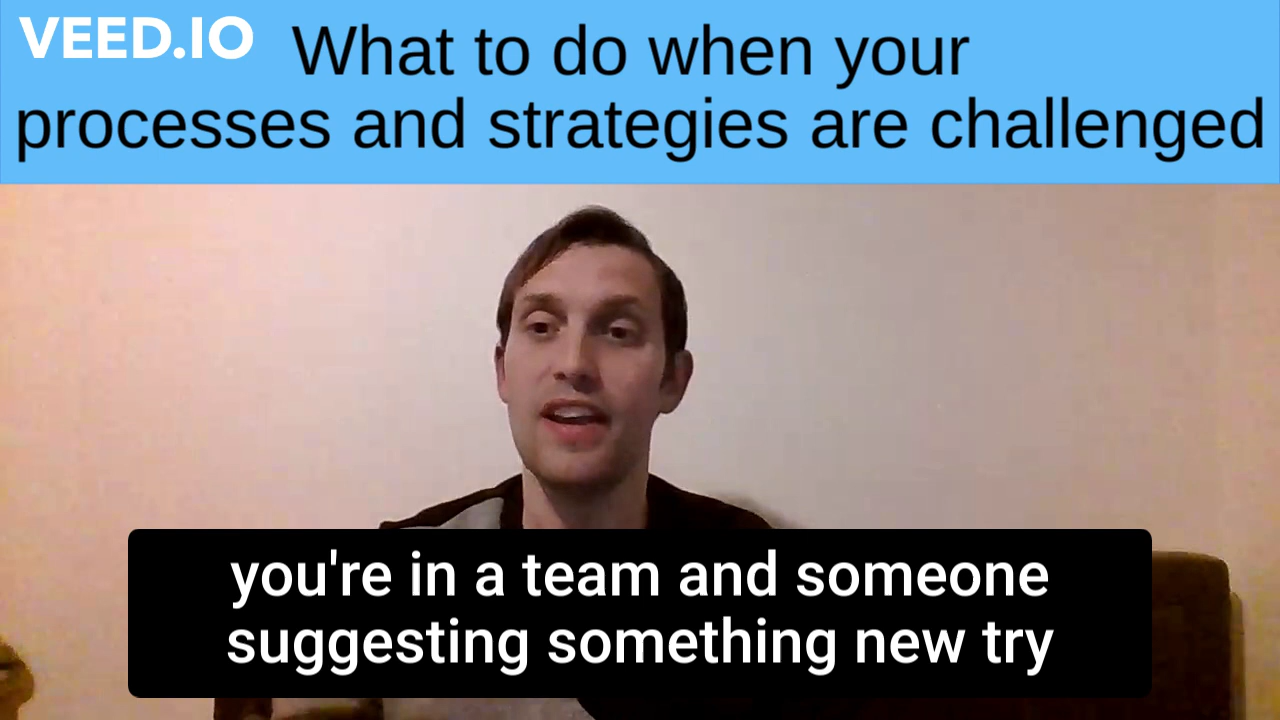 VEED.IO
What to do when your
processes and strategies are challenged
you're in a team and someone
suggesting something new try